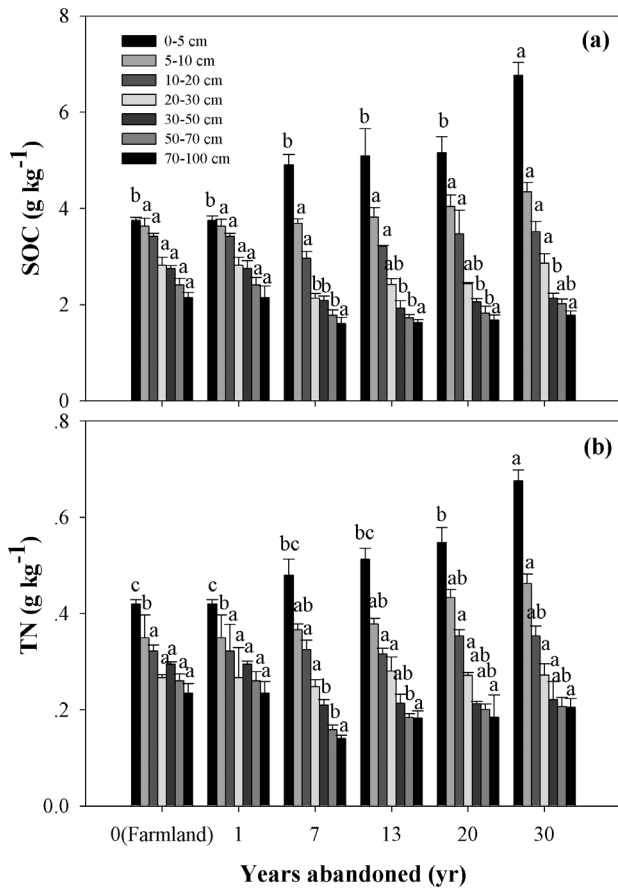 (a)
0-5 cm
5-10 cm
10-20 cm
20-30 cm
30-50 cm
50-70 cm
70-100 cm
SOC (g kg-1)
8
6
4
2
0
b a a a a a a
b a a a a a a
b a a b b b a
b a a ab b b a
b a a ab b b a
a a a a b ab a
(b)
TN (g kg-1)
.8
.6
.4
.2
0.0
c b a a a a a
c b a a a a a
bc ab a a a b a
bc ab a a ab b a
b ab a a ab ab a
a a ab a a ab a
0(Farmland) 1 7 13 20 30
Years abandoned (yr)